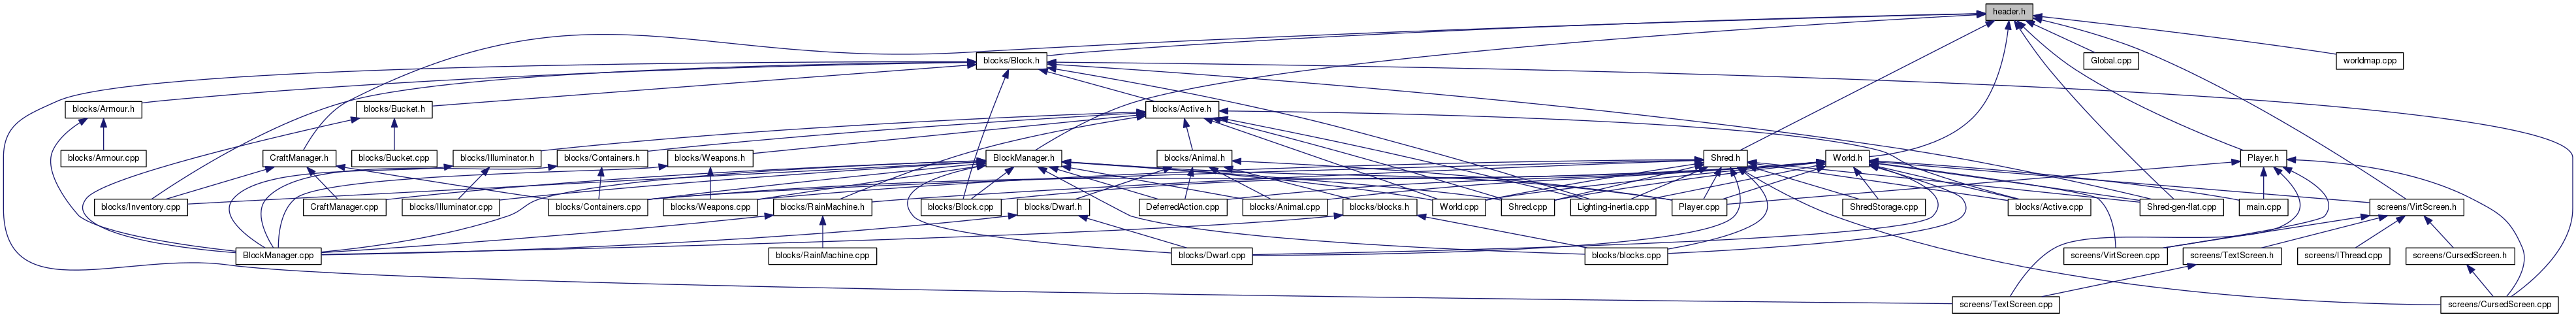 header.h
blocks/Block.h
Global.cpp
worldmap.cpp
blocks/Armour.h
blocks/Bucket.h
blocks/Active.h
blocks/Armour.cpp
CraftManager.h
blocks/Bucket.cpp
blocks/Illuminator.h
blocks/Containers.h
blocks/Weapons.h
BlockManager.h
blocks/Animal.h
Shred.h
World.h
Player.h
blocks/Inventory.cpp
CraftManager.cpp
blocks/Illuminator.cpp
blocks/Containers.cpp
blocks/Weapons.cpp
blocks/RainMachine.h
blocks/Block.cpp
blocks/Dwarf.h
DeferredAction.cpp
blocks/Animal.cpp
blocks/blocks.h
World.cpp
Shred.cpp
Lighting-inertia.cpp
Player.cpp
ShredStorage.cpp
blocks/Active.cpp
Shred-gen-flat.cpp
main.cpp
screens/VirtScreen.h
BlockManager.cpp
blocks/RainMachine.cpp
blocks/Dwarf.cpp
blocks/blocks.cpp
screens/VirtScreen.cpp
screens/TextScreen.h
screens/IThread.cpp
screens/CursedScreen.h
screens/TextScreen.cpp
screens/CursedScreen.cpp